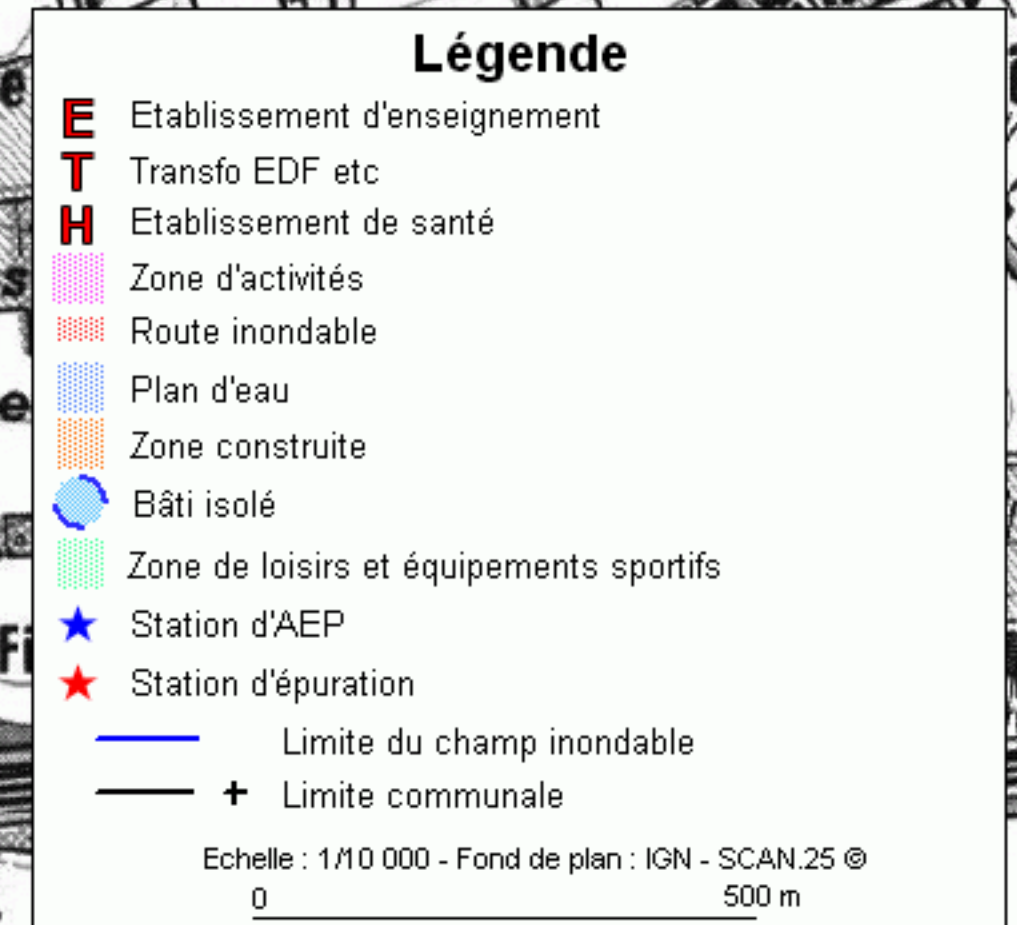 Légende
E Etablissement d'enseignement
T Transfo EDF etc
H Etablissement de santé
Zone d'activités
Route inondable
Plan d'eau
Zone construite
Bâti isolé
Zone de loisirs et équipements sportifs
Station d'AEP
Station d'épuration
Limite du champ inondable
+ Limite communale
Echelle : 1/10 000 - Fond de plan : IGN - SCAN.25 ©
0 500 m